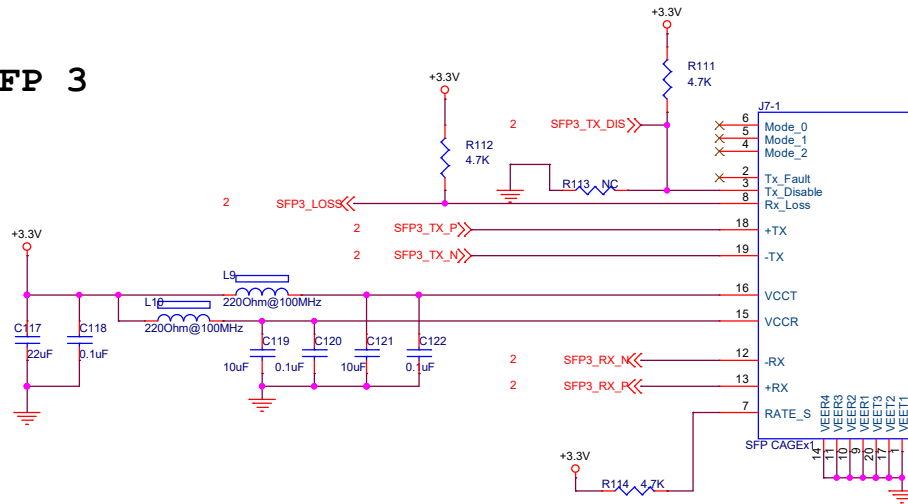 +3.3V
FP 3
+3.3V
R111
4.7K
J7-1
2 SFP3_TX_DIS
6 Mode_0
5 Mode_1
4 Mode_2
R112
4.7K
2 Tx_Fault
R113 NC
3 Tx_Disable
2 SFP3_LOSS
8 Rx_Loss
2 SFP3_TX_P
18 +TX
+3.3V
2 SFP3_TX_N
19 -TX
L9
220Ohm@100MHz
16 VCCT
L10
220Ohm@100MHz
15 VCCR
C117
22uF
C118
0.1uF
C119
10uF
C120
0.1uF
C121
10uF
C122
0.1uF
2 SFP3_RX_N
12 -RX
2 SFP3_RX_P
13 +RX
7 RATE_S
VEER4
VEER3
VEER2
VEER1
VEET3
VEET2
VEET1
SFP CAGEx1
14
11
10
9
20
17
1
+3.3V
R114 4.7K